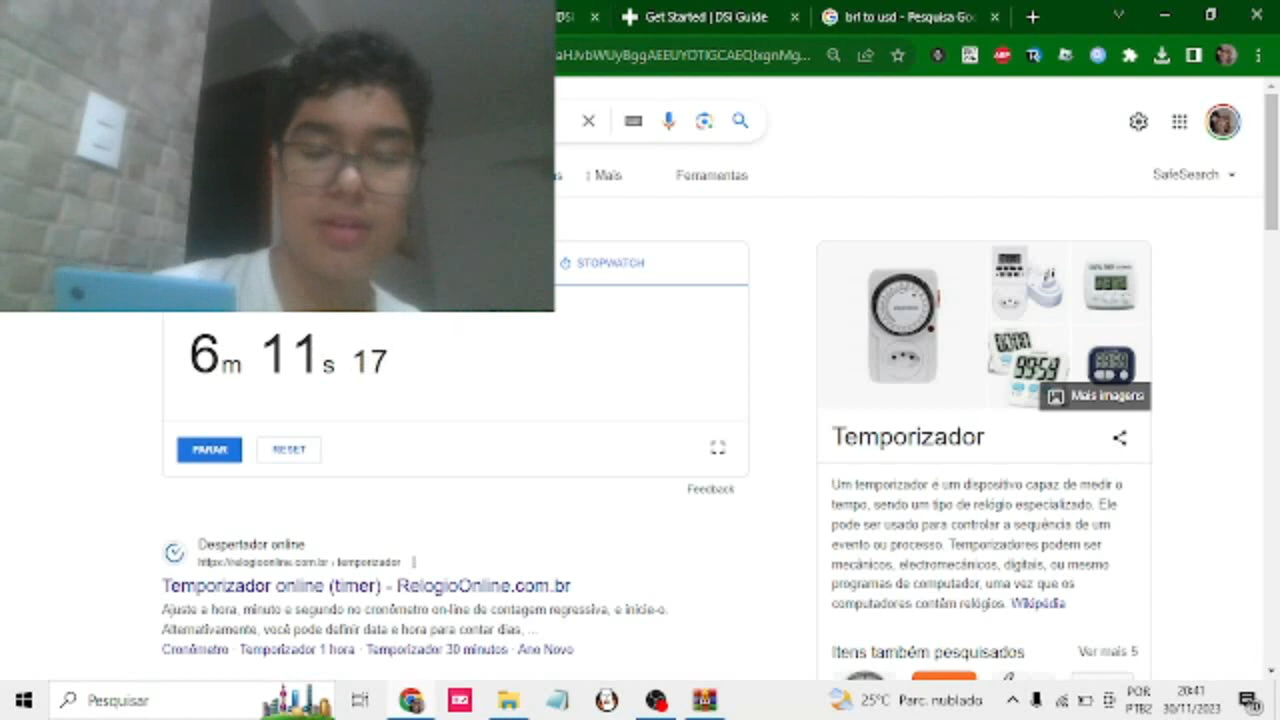 Get Started | DSi Guide
brl to usd - Pesquisa Go
Mais
Ferramentas
SafeSearch
STOPWATCH
6m 11s 17
PARAR
RESET
Feedback
Mais imagens
Temporizador
Um temporizador é um dispositivo capaz de medir o
tempo, sendo um tipo de relógio especializado. Ele
pode ser usado para controlar a sequência de um
evento ou processo. Temporizadores podem ser
mecânicos, electromecânicos, digitais, ou mesmo
programas de computador, uma vez que os
computadores contêm relógios. Wikipédia
Itens também pesquisados
Ver mais 5
Despertador online
https://relogioonline.com.br › temporizador
Temporizador online (timer) - RelogioOnline.com.br
Ajuste a hora, minuto e segundo no cronômetro on-line de contagem regressiva, e inicie-o.
Alternativamente, você pode definir data e hora para contar dias, ...
Cronômetro · Temporizador 1 hora · Temporizador 30 minutos · Ano Novo
Pesquisar
25°C Parc. nublado
POR
PTB2
20:41
30/11/2023